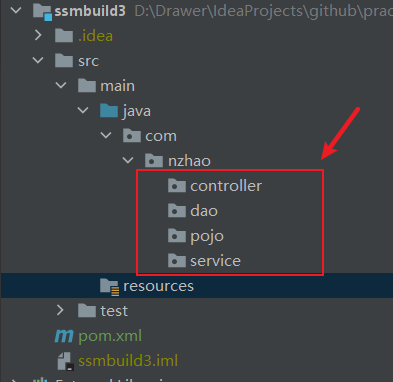 ssmbuild3 D:\Drawer\IdeaProjects\github\prac
.idea
src
main
java
com
nzhao
controller
dao
pojo
service
resources
test
pom.xml
ssmbuild3.iml